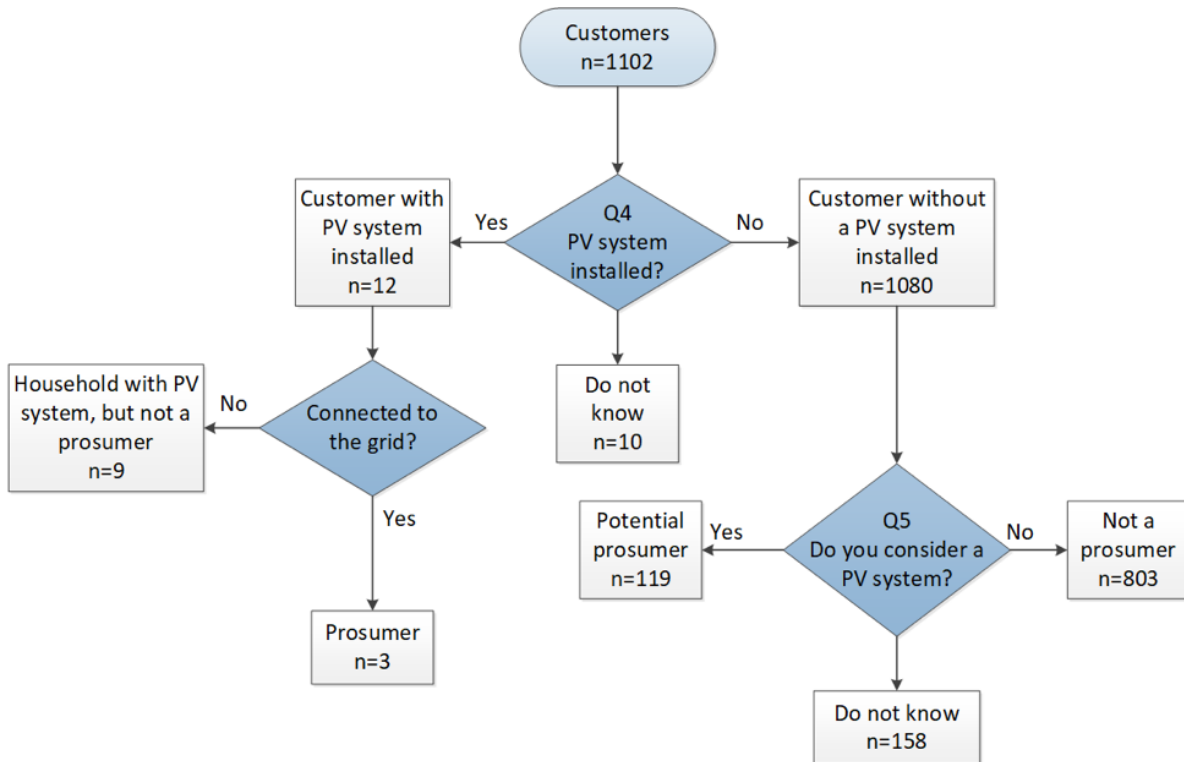 Customers
n=1102
Customer with
PV system
installed
n=12
Yes
Q4
PV system
installed?
No
Customer without
a PV system
installed
n=1080
Household with PV
system, but not a
prosumer
n=9
No
Connected to
the grid?
Do not
know
n=10
Yes
Prosumer
n=3
Potential
prosumer
n=119
Yes
Q5
Do you consider a
PV system?
No
Not a
prosumer
n=803
Do not know
n=158